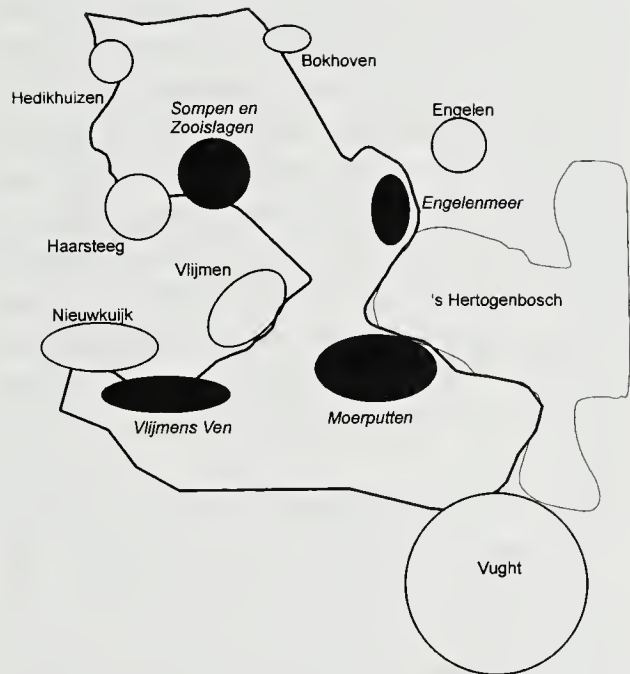 Bokhoven
Hedikhuizen
Sompen en
Zooislagen
Engelen
Engelenmeer
Haarsteeg
Vlijmen
's Hertogenbosch
Nieuwkuijk
Vlijmens Ven
Moerputten
Vught